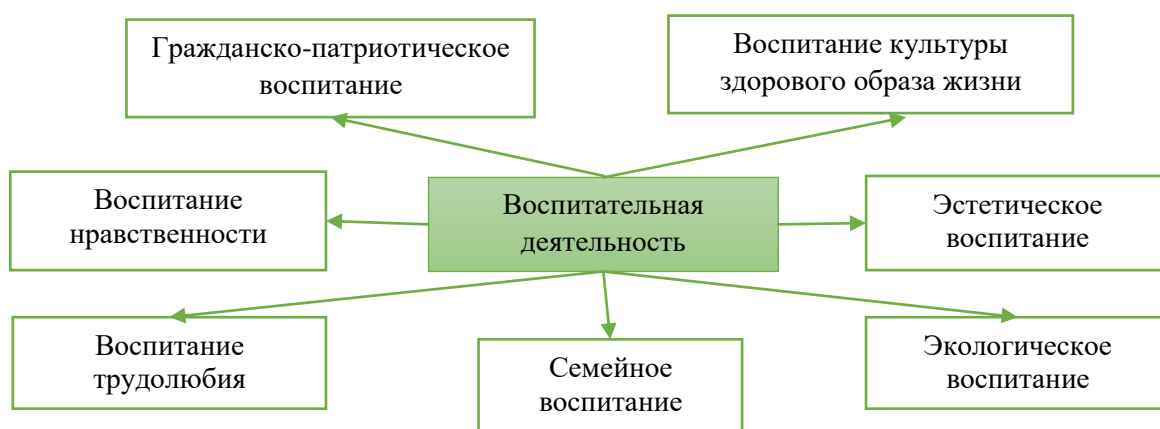 Гражданско-патриотическое
воспитание
Воспитание культуры
здорового образа жизни
Воспитание
нравственности
Воспитательная
деятельность
Эстетическое
воспитание
Воспитание
трудолюбия
Семейное
воспитание
Экологическое
воспитание